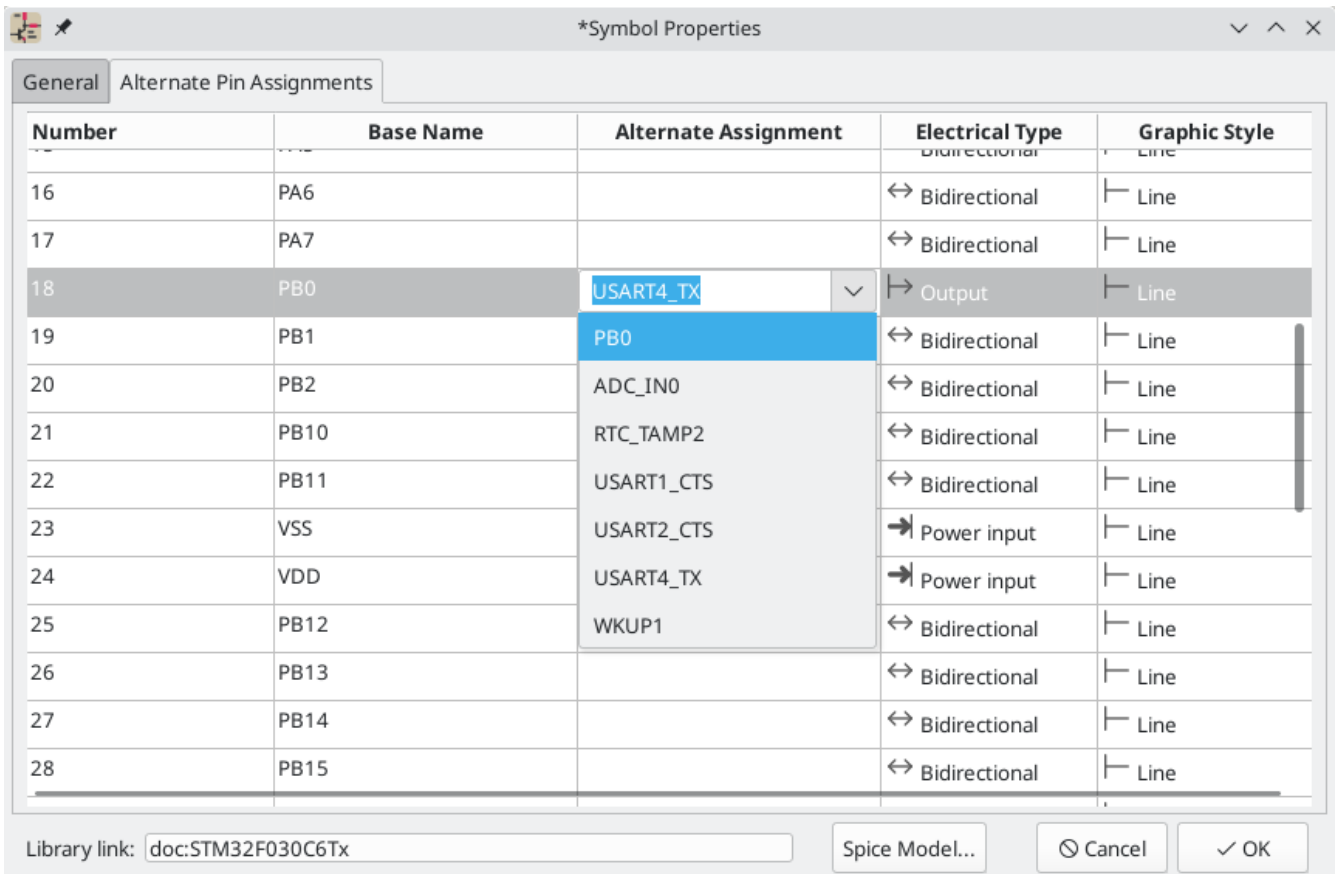 *Symbol Properties
General Alternate Pin Assignments
Number Base Name Alternate Assignment Electrical Type Graphic Style
Bidirectional Line
16 PA6 Bidirectional Line
17 PA7 Bidirectional Line
18 PB0 USART4_TX Output Line
19 PB1 PB0 Bidirectional Line
20 PB2 ADC_IN0 Bidirectional Line
21 PB10 RTC_TAMP2 Bidirectional Line
22 PB11 USART1_CTS Bidirectional Line
23 VSS USART2_CTS Power input Line
24 VDD USART4_TX Power input Line
25 PB12 WKUP1 Bidirectional Line
26 PB13 Bidirectional Line
27 PB14 Bidirectional Line
28 PB15 Bidirectional Line
Library link: doc:STM32F030C6Tx Spice Model... Cancel OK